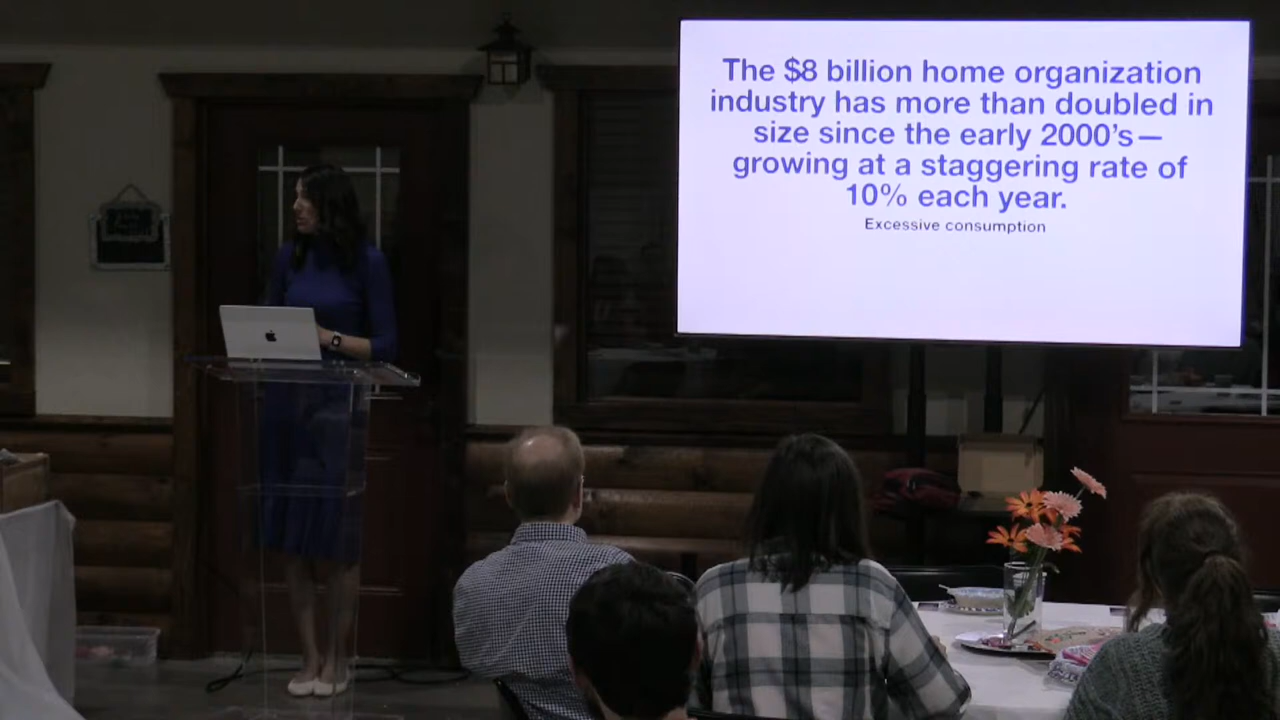 The $8 billion home organization
industry has more than doubled in
size since the early 2000's—
growing at a staggering rate of
10% each year.
Excessive consumption